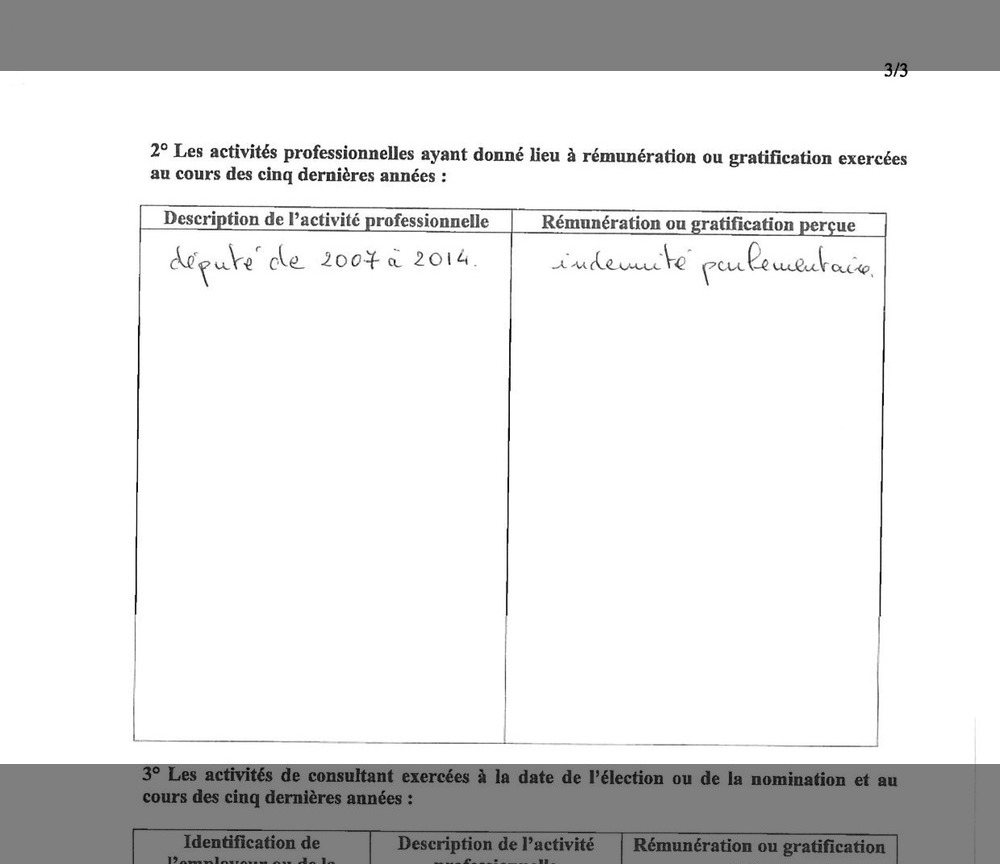 3/3
2° Les activités professionnelles ayant donné lieu à rémunération ou gratification exercées
au cours des cinq dernières années :
Description de l'activité professionnelle
Rémunération ou gratification perçue
député de 2007 à 2014.
indemnité parlementaire.
3° Les activités de consultant exercées à la date de l'élection ou de la nomination et au
cours des cinq dernières années :
Identification de
Description de l'activité
Rémunération ou gratification
l'employeur ou de la
professionnelle